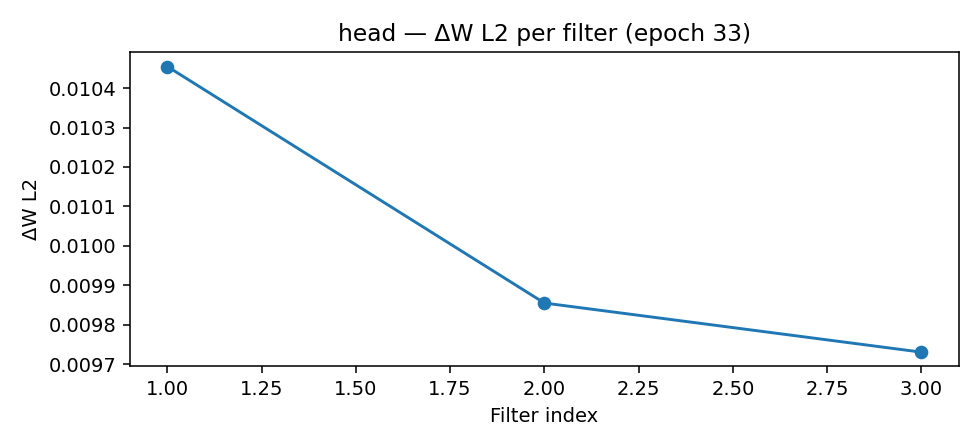 head — ΔW L2 per filter (epoch 33)
ΔW L2
0.0104
0.0103
0.0102
0.0101
0.0100
0.0099
0.0098
0.0097
1.00 1.25 1.50 1.75 2.00 2.25 2.50 2.75 3.00
Filter index